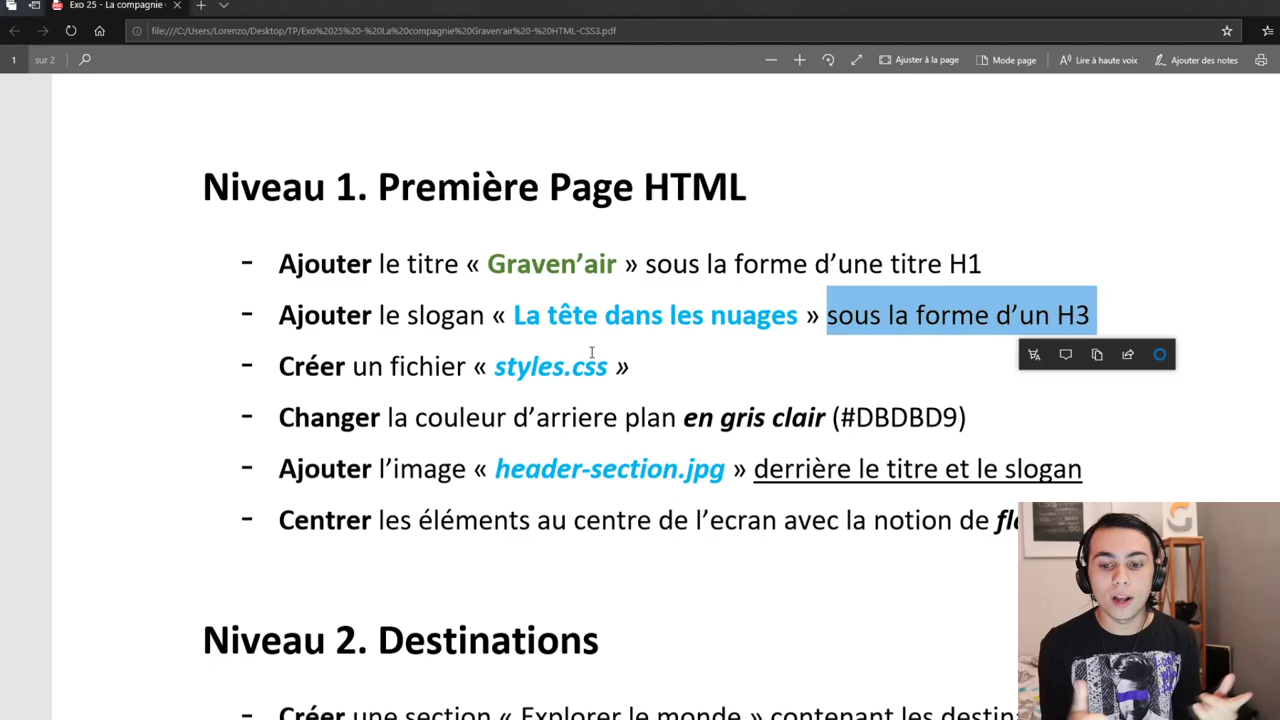 Exo 25 - La compagnie
file:///C:/Users/Lorenzo/Desktop/TP/Exo%2025%20-%20La%20compagnie%20Graven'air%20-%20HTML-CSS3.pdf
1 sur 2 Ajuster à la page Mode page Lire à haute voix Ajouter des notes
Niveau 1. Première Page HTML
- Ajouter le titre « Graven’air » sous la forme d’une titre H1
- Ajouter le slogan « La tête dans les nuages » sous la forme d’un H3
- Créer un fichier « styles.css »
- Changer la couleur d’arriere plan en gris clair (#DBDBD9)
- Ajouter l’image « header-section.jpg » derrière le titre et le slogan
- Centrer les éléments au centre de l’ecran avec la notion de
Niveau 2. Destinations
- Créer une section « Explorer le monde » contenant les